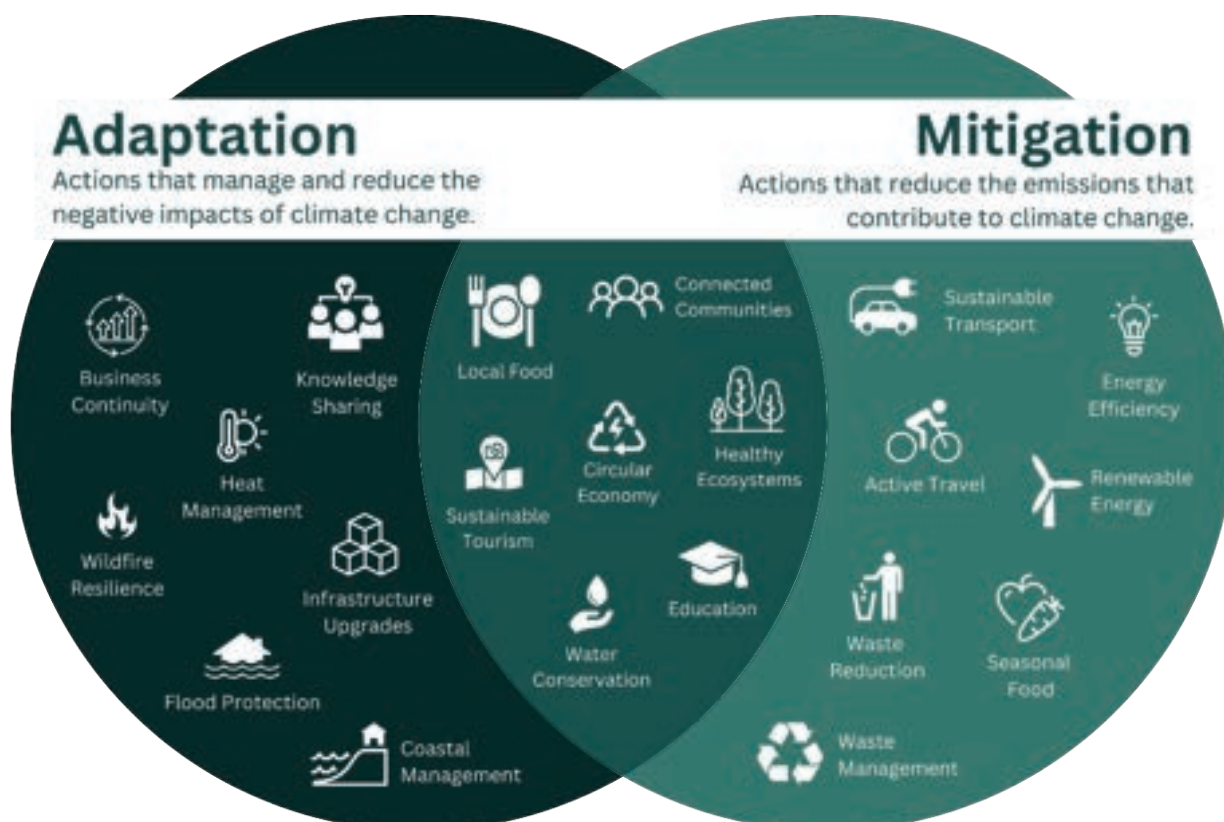 Adaptation
Actions that manage and reduce the
negative impacts of climate change.
Mitigation
Actions that reduce the emissions that
contribute to climate change.
Business
Continuity
Knowledge
Sharing
Heat
Management
Wildfire
Resilience
Infrastructure
Upgrades
Flood Protection
Coastal
Management
Local Food
Connected
Communities
Circular
Economy
Healthy
Ecosystems
Sustainable
Tourism
Education
Water
Conservation
Sustainable
Transport
Energy
Efficiency
Active Travel
Renewable
Energy
Waste
Reduction
Seasonal
Food
Waste
Management